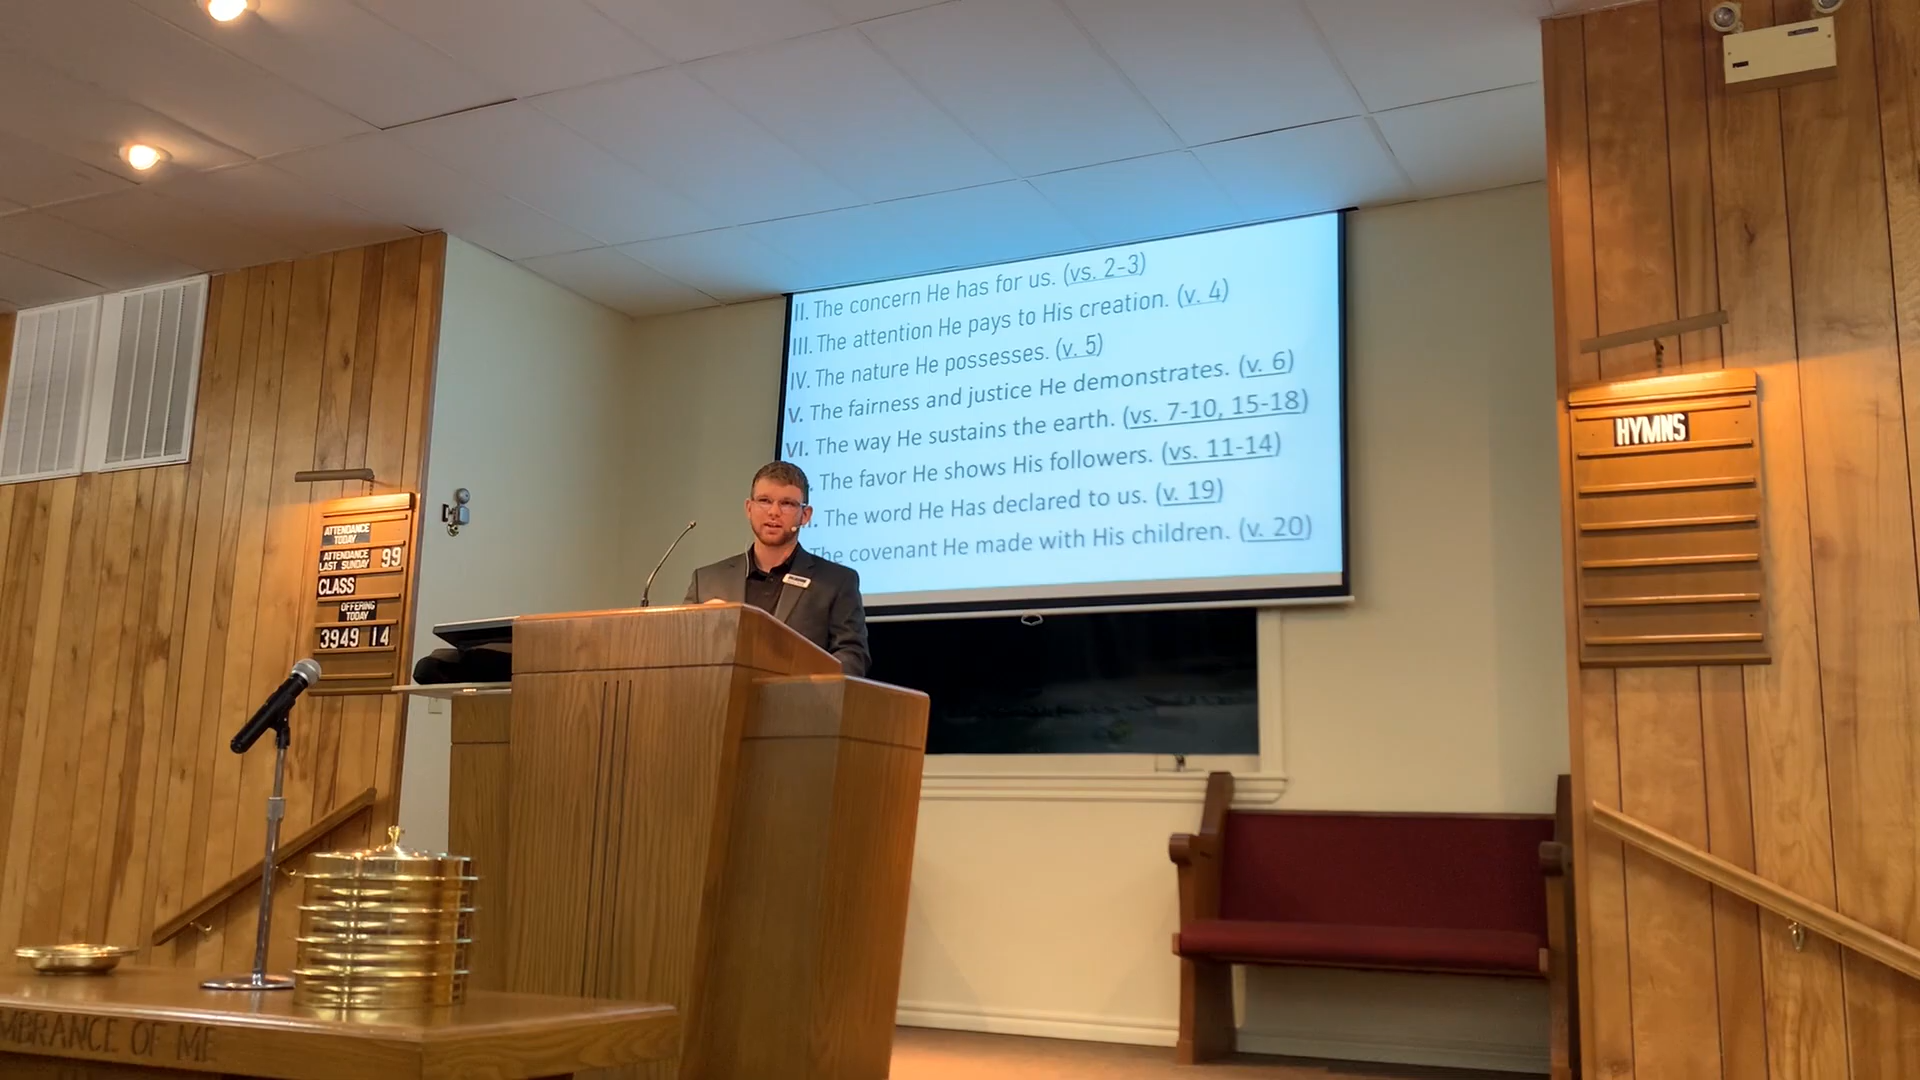 II. The concern He has for us. (vs. 2-3)
III. The attention He pays to His creation. (v. 4)
IV. The nature He possesses. (v. 5)
V. The fairness and justice He demonstrates. (v. 6)
VI. The way He sustains the earth. (vs. 7-10, 15-18)
. The favor He shows His followers. (vs. 11-14)
. The word He Has declared to us. (v. 19)
The covenant He made with His children. (v. 20)
HYMNS
ATTENDANCE
TODAY
ATTENDANCE
LAST SUNDAY 99
CLASS
OFFERING
TODAY
3949 14
MBRANCE OF ME